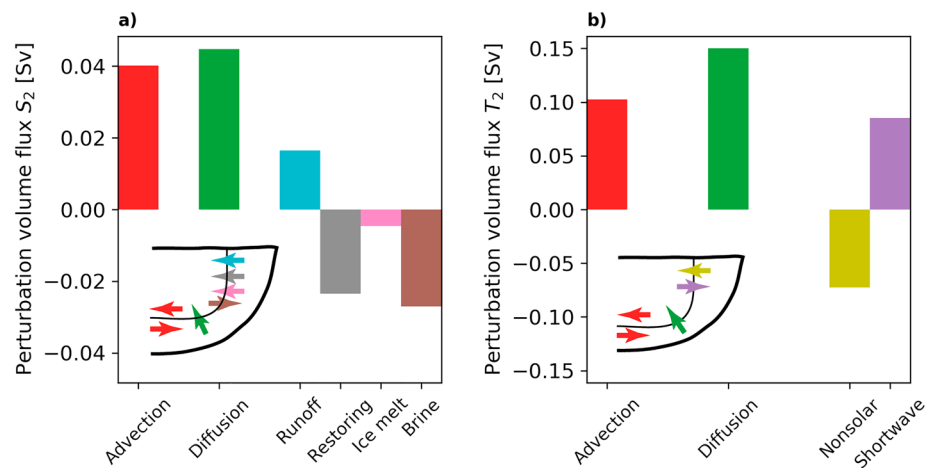 a)
Perturbation volume flux S₂ [Sv]
0.04
0.02
0.00
−0.02
−0.04
Advection
Diffusion
Runoff
Restoring
Ice melt
Brine
b)
Perturbation volume flux T₂ [Sv]
0.15
0.10
0.05
0.00
−0.05
−0.10
−0.15
Advection
Diffusion
Nonsolar
Shortwave